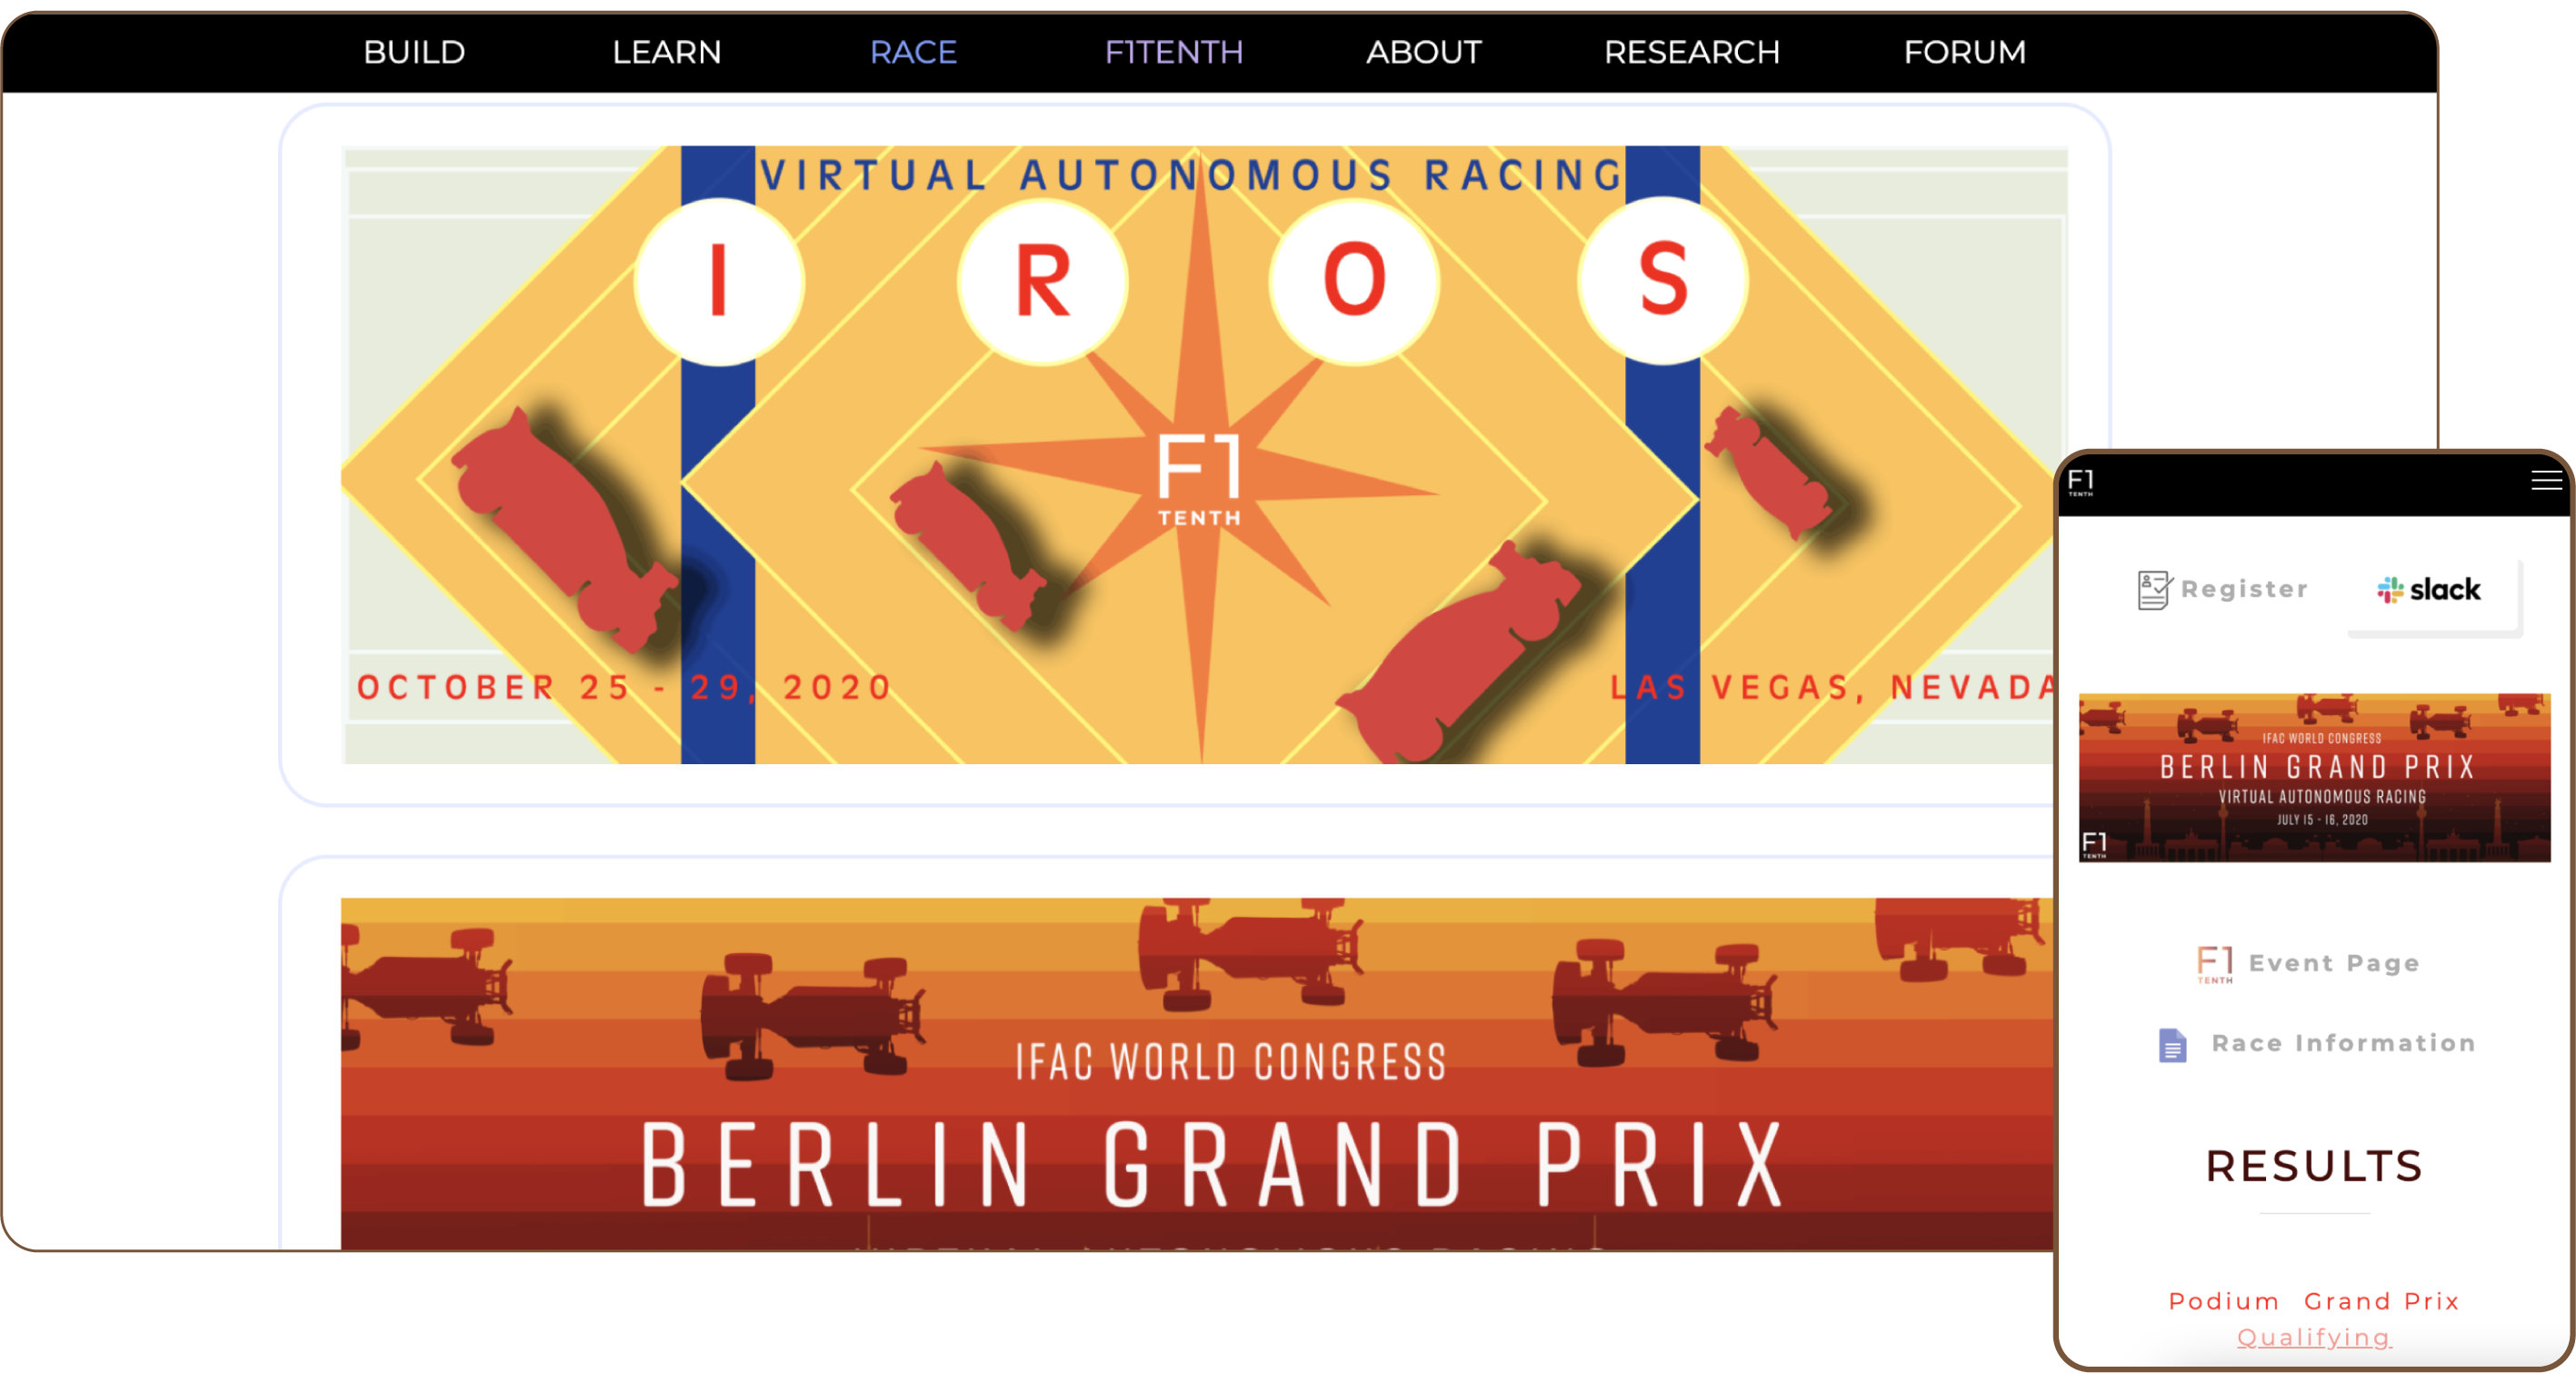 BUILD LEARN RACE F1TENTH ABOUT RESEARCH FORUM
VIRTUAL AUTONOMOUS RACING
I R O S
F1
TENTH
OCTOBER 25 - 29, 2020
LAS VEGAS, NEVADA
IFAC WORLD CONGRESS
BERLIN GRAND PRIX
F1
TENTH
Register
slack
IFAC WORLD CONGRESS
BERLIN GRAND PRIX
VIRTUAL AUTONOMOUS RACING
JULY 15 - 16, 2020
F1
TENTH
F1
TENTH
Event Page
Race Information
RESULTS
Podium Grand Prix
Qualifying